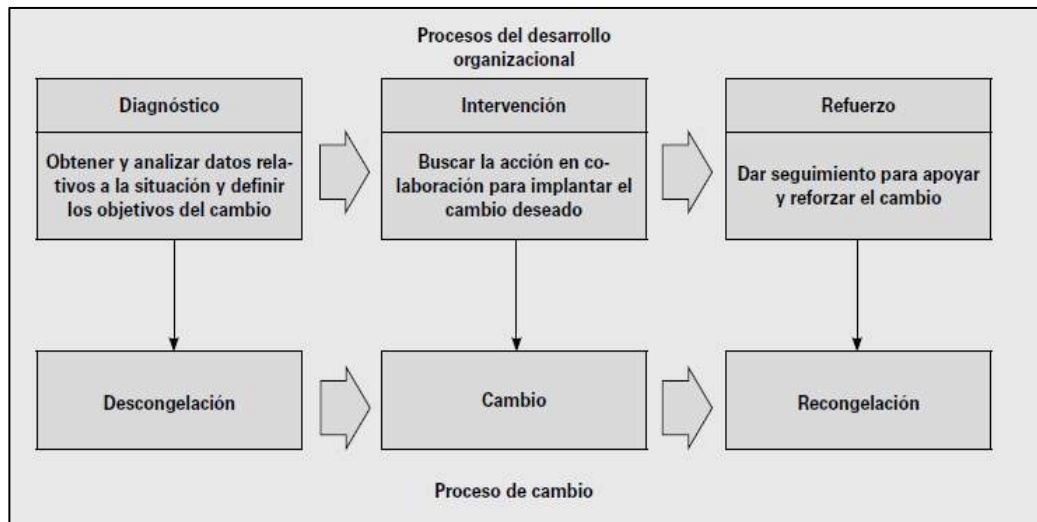 Procesos del desarrollo
organizacional
Diagnóstico
Obtener y analizar datos rela-
tivos a la situación y definir
los objetivos del cambio
Intervención
Buscar la acción en co-
laboración para implantar el
cambio deseado
Refuerzo
Dar seguimiento para apoyar
y reforzar el cambio
Descongelación
Cambio
Recongelación
Proceso de cambio